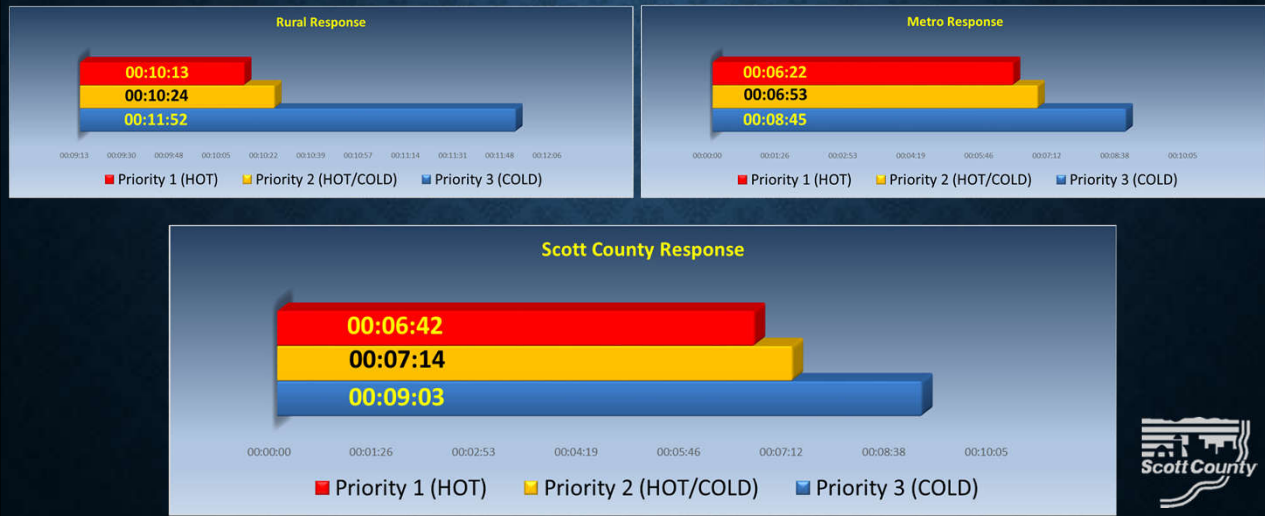 Rural Response
00:10:13
00:10:24
00:11:52
00:09:13 00:09:30 00:09:48 00:10:05 00:10:22 00:10:39 00:10:57 00:11:14 00:11:31 00:11:48 00:12:06
Priority 1 (HOT) Priority 2 (HOT/COLD) Priority 3 (COLD)
Metro Response
00:06:22
00:06:53
00:08:45
00:00:00 00:01:26 00:02:53 00:04:19 00:05:46 00:07:12 00:08:38 00:10:05
Priority 1 (HOT) Priority 2 (HOT/COLD) Priority 3 (COLD)
Scott County Response
00:06:42
00:07:14
00:09:03
00:00:00 00:01:26 00:02:53 00:04:19 00:05:46 00:07:12 00:08:38 00:10:05
Priority 1 (HOT) Priority 2 (HOT/COLD) Priority 3 (COLD)
Scott County